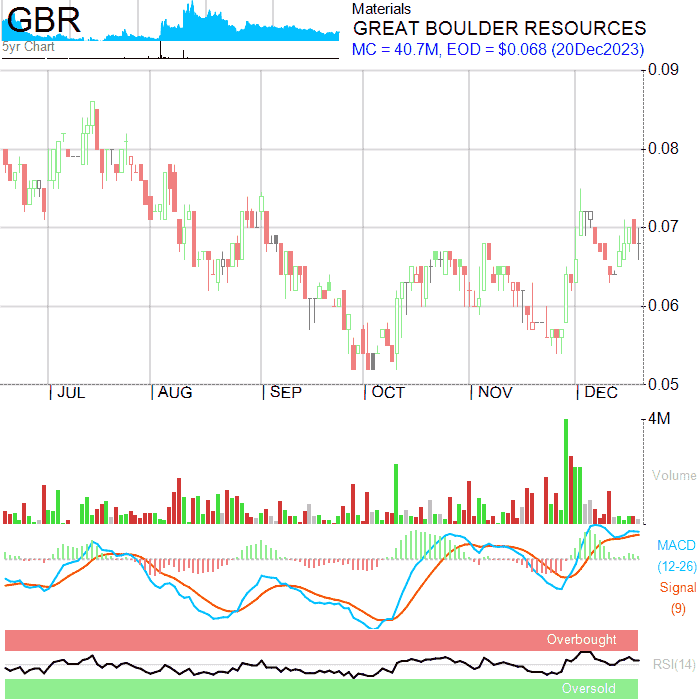 GBR
5yr Chart
Materials
GREAT BOULDER RESOURCES
MC = 40.7M, EOD = $0.068 (20Dec2023)
0.09
0.08
0.07
0.06
0.05
JUL AUG SEP OCT NOV DEC
4M
Volume
MACD
(12-26)
Signal
(9)
Overbought
RSI(14)
Oversold